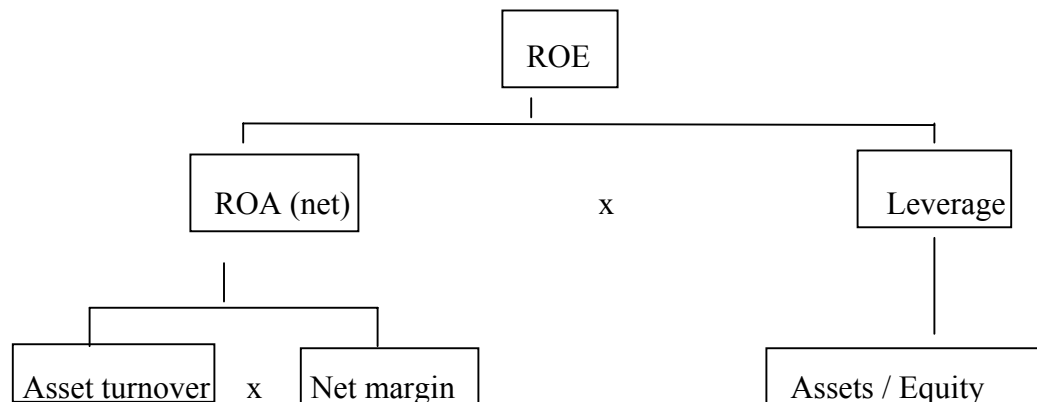 ROE
ROA (net) x Leverage
Asset turnover x Net margin Assets / Equity